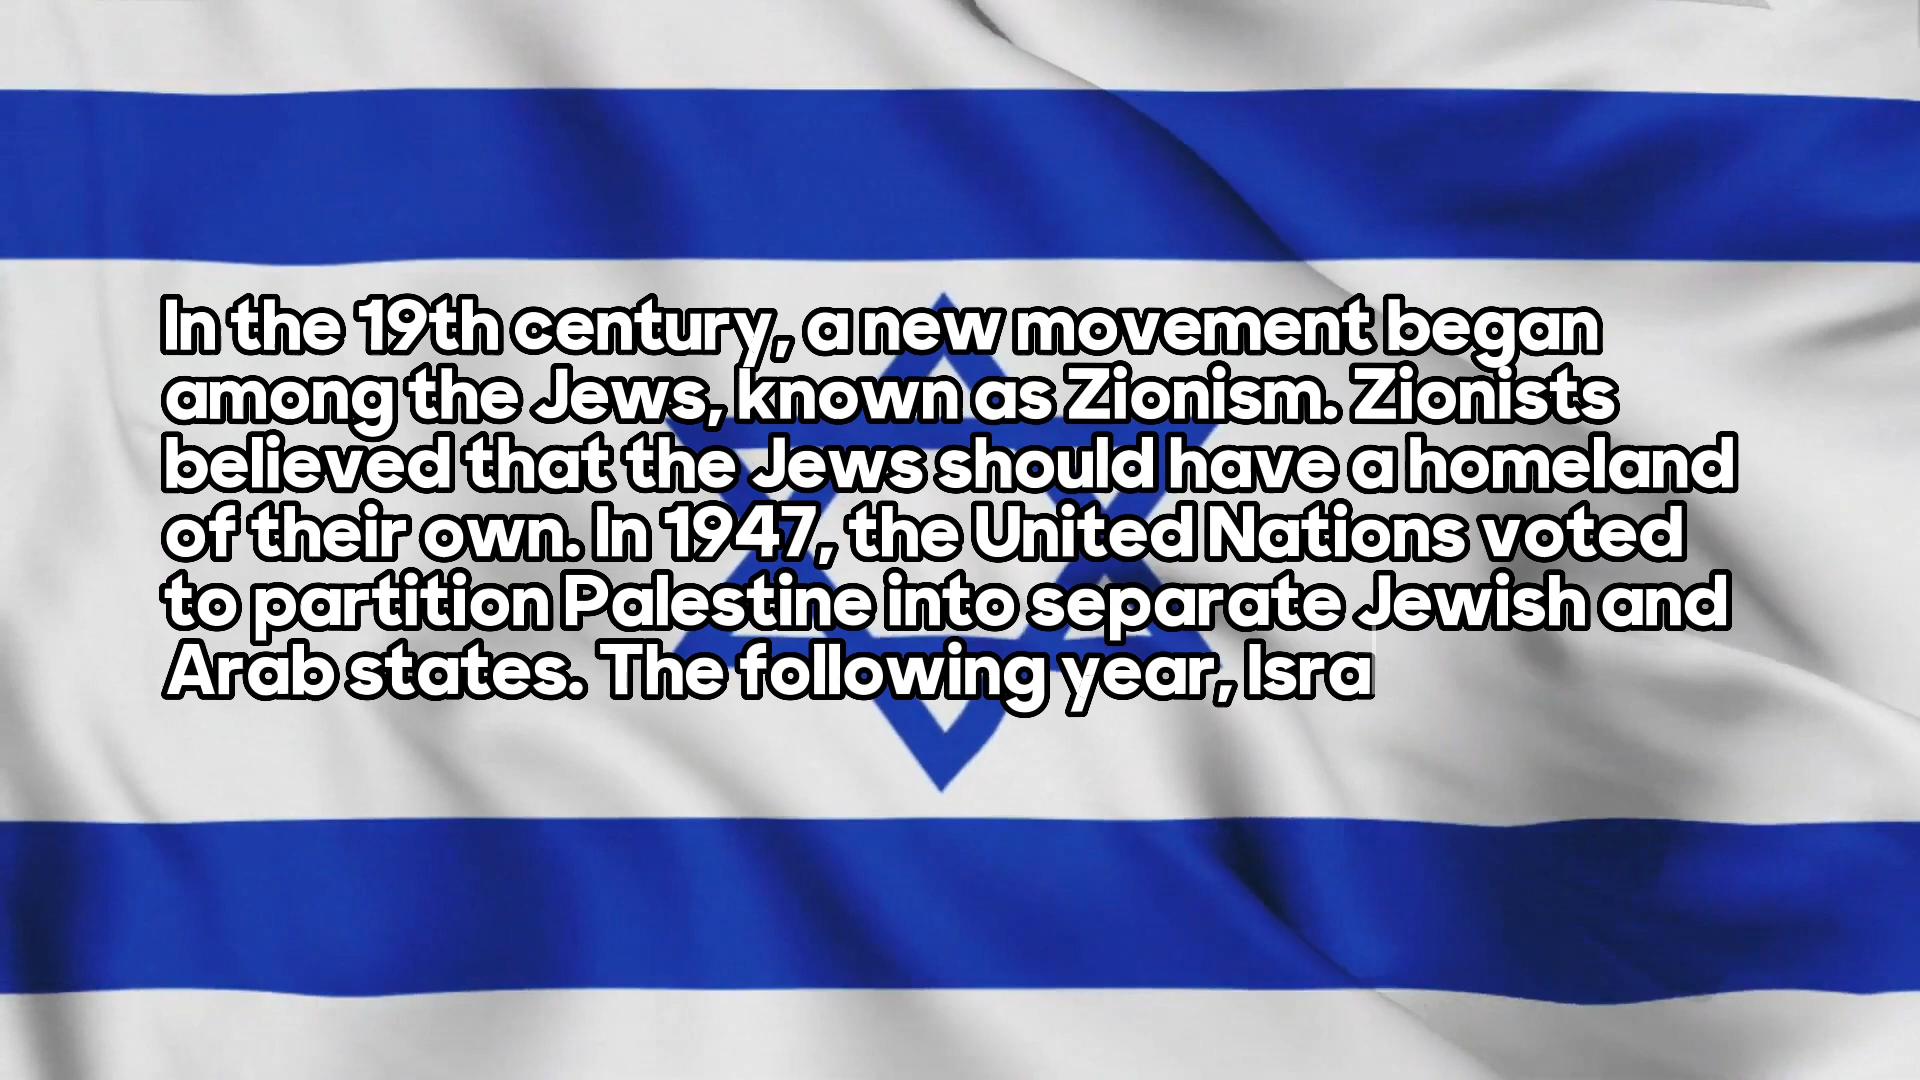 In the 19th century, a new movement began
among the Jews, known as Zionism. Zionists
believed that the Jews should have a homeland
of their own. In 1947, the United Nations voted
to partition Palestine into separate Jewish and
Arab states. The following year, Isra